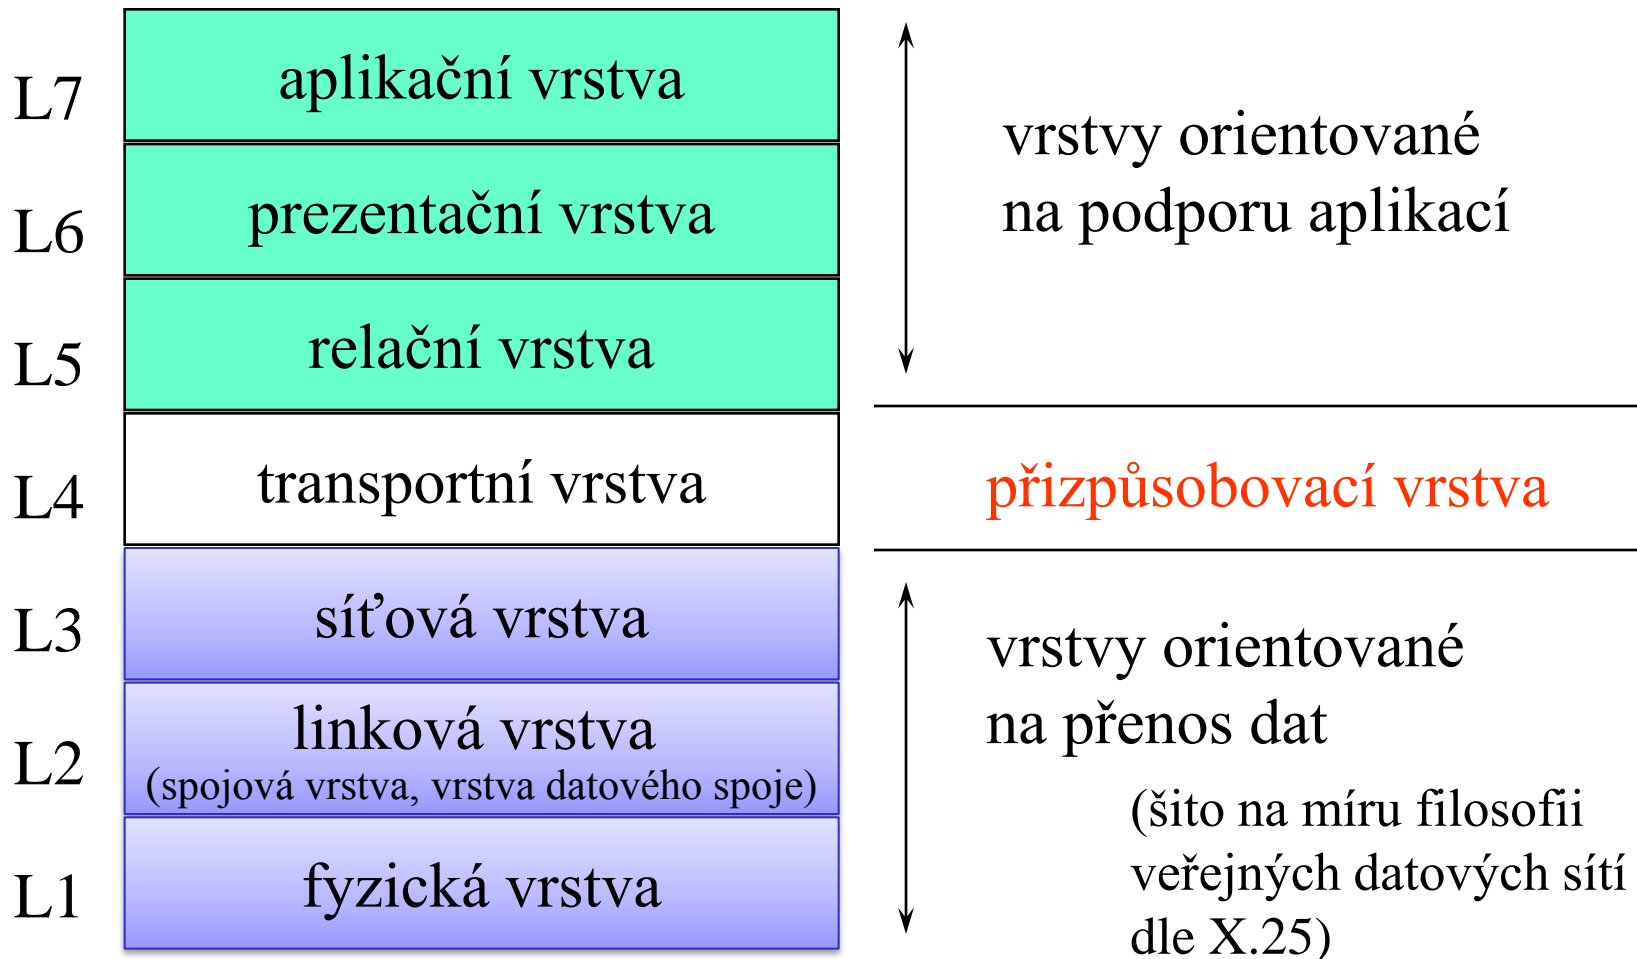 L7
aplikační vrstva
L6
prezentační vrstva
L5
relační vrstva
L4
transportní vrstva
L3
síťová vrstva
L2
linková vrstva
(spojová vrstva, vrstva datového spoje)
L1
fyzická vrstva
vrstvy orientované
na podporu aplikací
přizpůsobovací vrstva
vrstvy orientované
na přenos dat
(šito na míru filosofii
veřejných datových sítí
dle X.25)